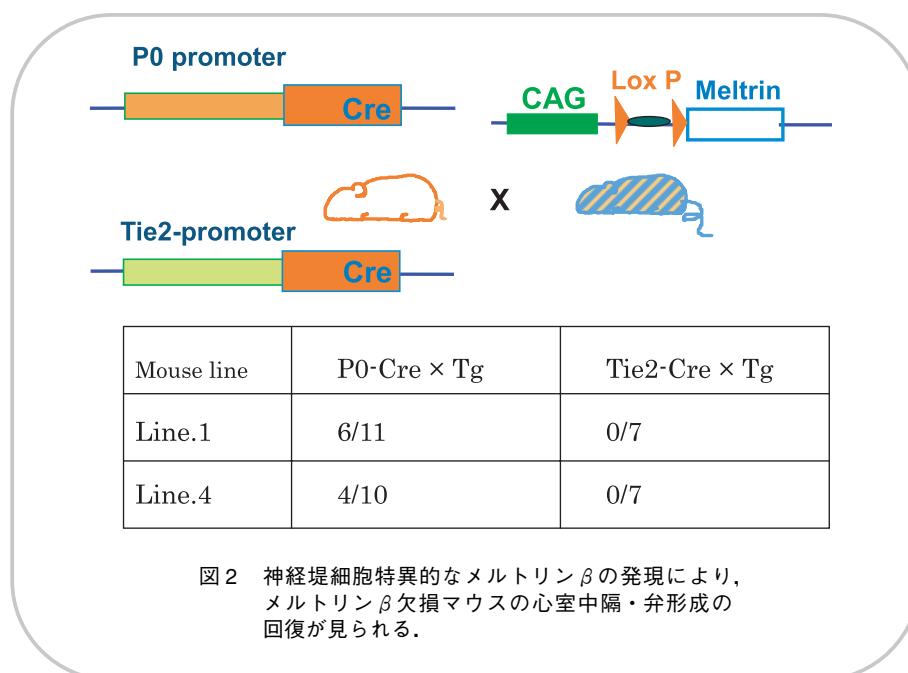 P0 promoter
Cre
CAG
Lox P
Meltrin
X
Tie2-promoter
Cre
Mouse line P0-Cre × Tg Tie2-Cre × Tg
Line.1 6/11 0/7
Line.4 4/10 0/7
図2 神経堤細胞特異的なメルトリンβの発現により,
メルトリンβ欠損マウスの心室中隔・弁形成の
回復が見られる.